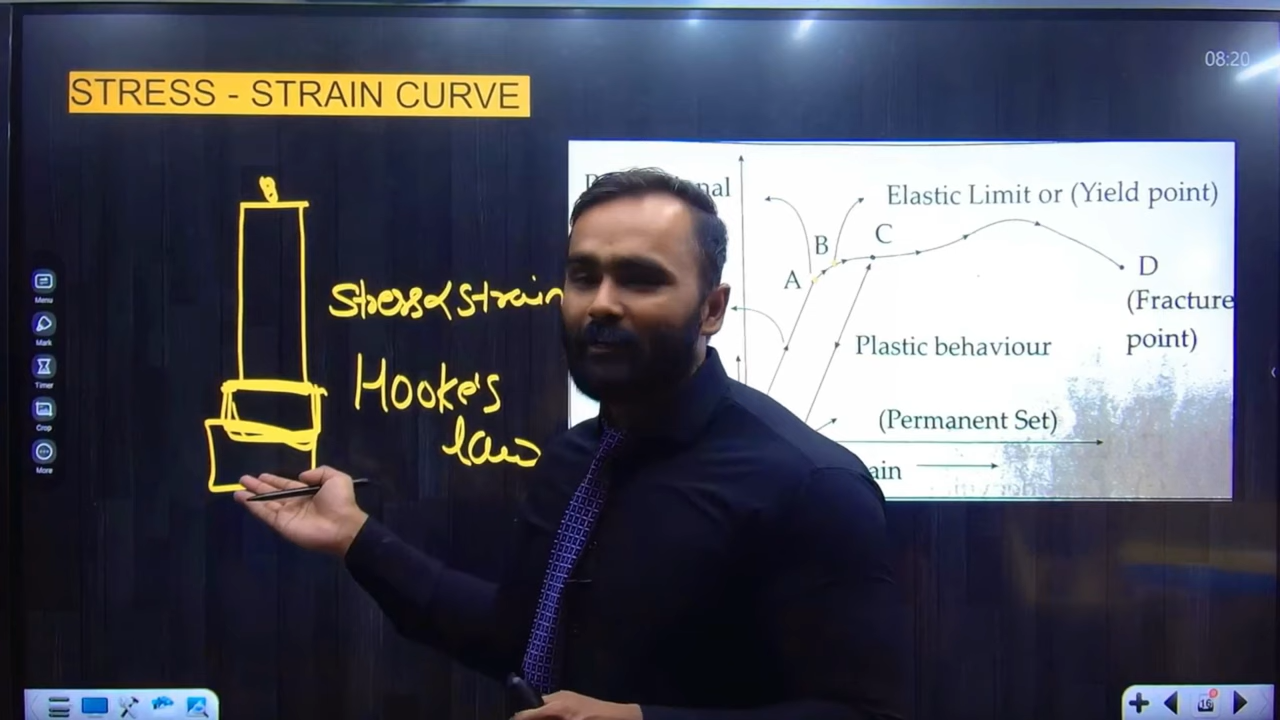 08:20
STRESS - STRAIN CURVE
Elastic Limit or (Yield point)
B
C
A
D
(Fracture
point)
Stress α Strain
Plastic behaviour
Hooke's
law
(Permanent Set)
Menu
Mark
Timer
Crop
More
16